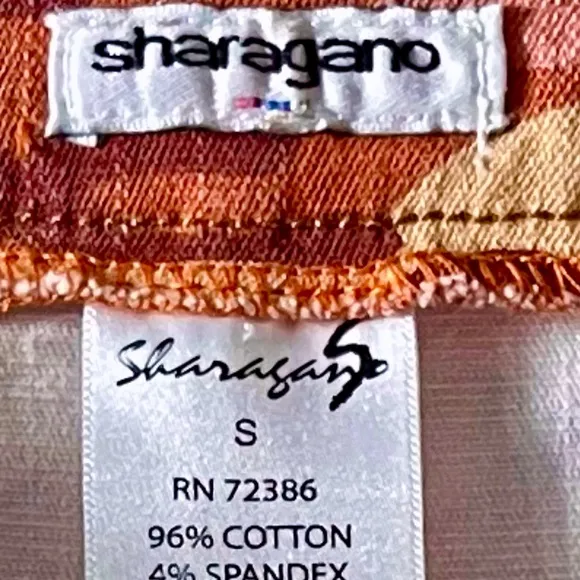 sharagano
Sharagano
S
RN 72386
96% COTTON
4% SPANDEX